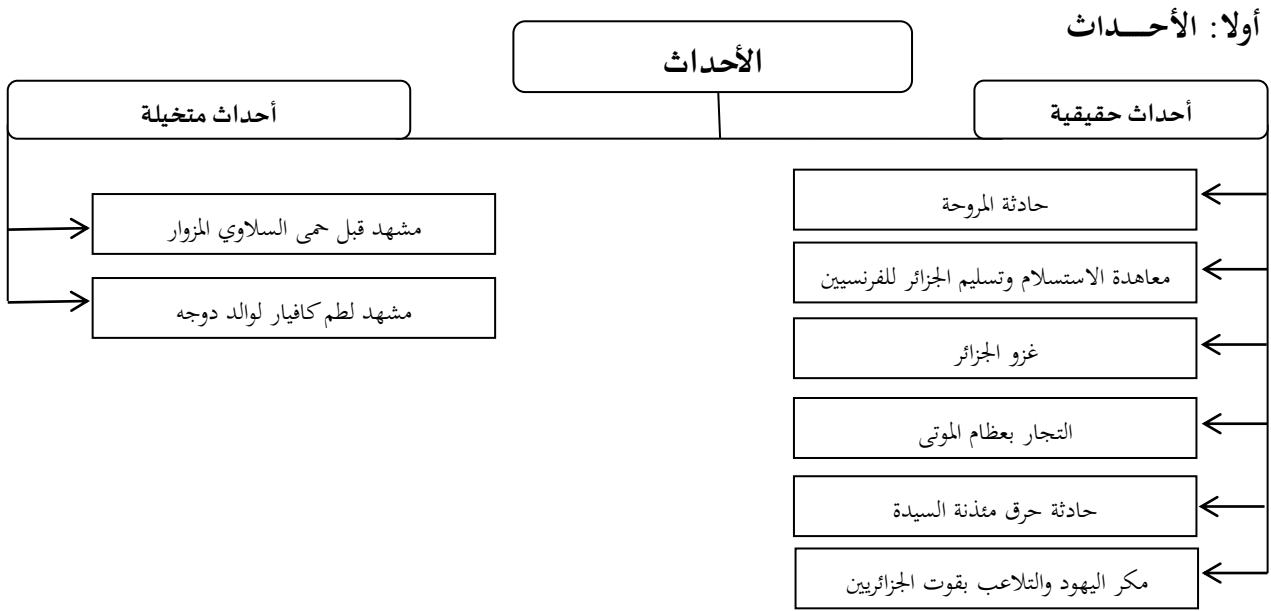 أولا: الأحـــداث
الأحداث
أحداث حقيقية
حادثة المروحة
معاهدة الاستسلام وتسليم الجزائر للفرنسيين
غزو الجزائر
التجار بعظام الموتى
حادثة حرق مئذنة السيدة
مكر اليهود والتلاعب بقوت الجزائريين
أحداث متخيلة
مشهد قبل حمى السلاوي المزوار
مشهد لطم كافيار لوالد دوجه